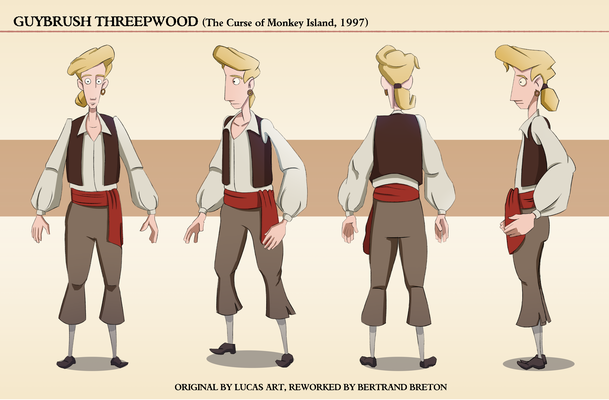 GUYBRUSH THREEPWOOD (The Curse of Monkey Island, 1997)
ORIGINAL BY LUCAS ART, REWORKED BY BERTRAND BRETON